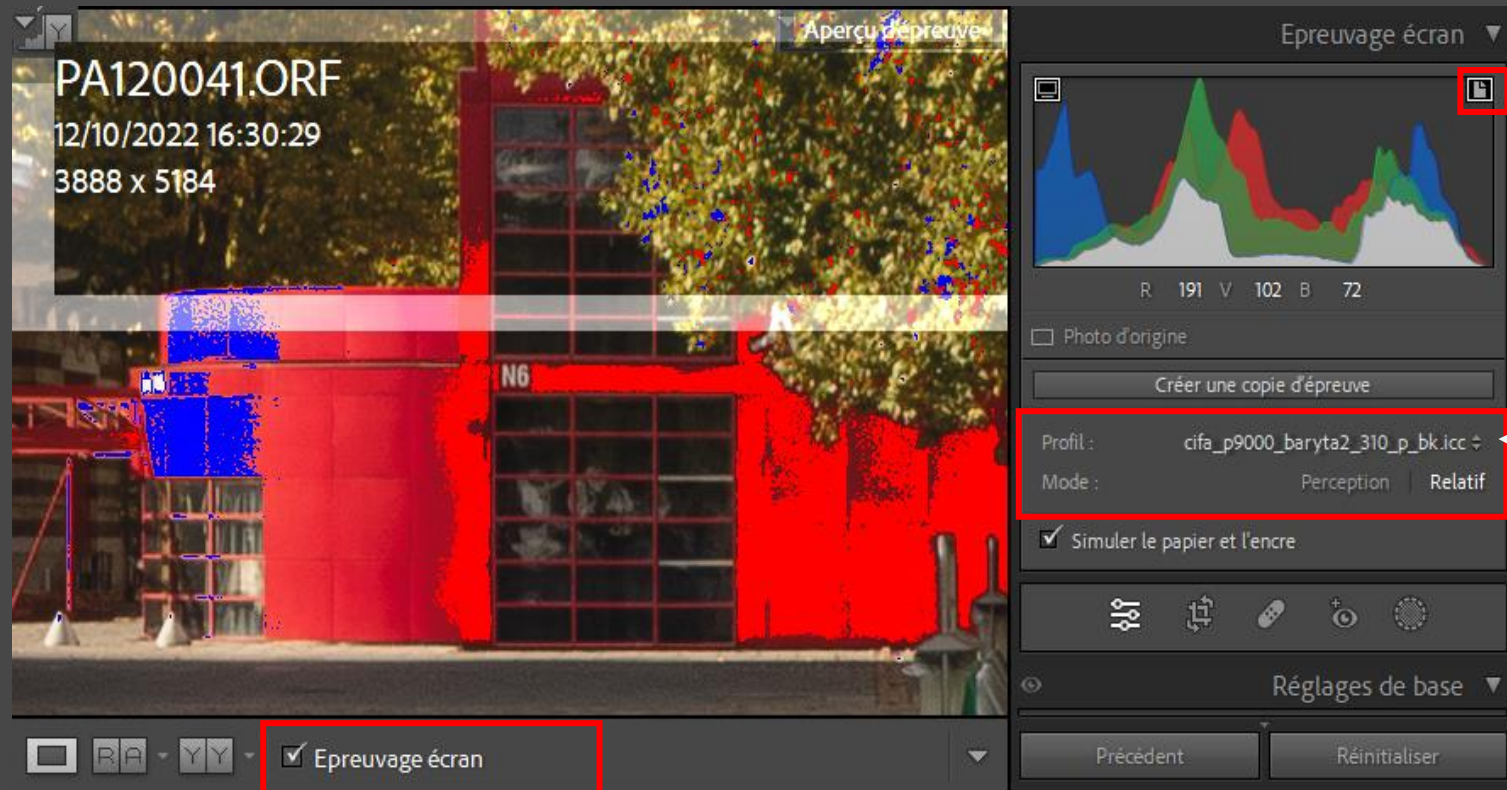 Aperçu d'épreuve
PA120041.ORF
12/10/2022 16:30:29
3888 x 5184
N6
Epreuvage écran
R 191 V 102 B 72
Photo d'origine
Créer une copie d'épreuve
Profil : cifa_p9000_baryta2_310_p_bk.icc
Mode : Perception Relatif
Simuler le papier et l'encre
Réglages de base
Précédent Réinitialiser
R A Y Y Epreuvage écran